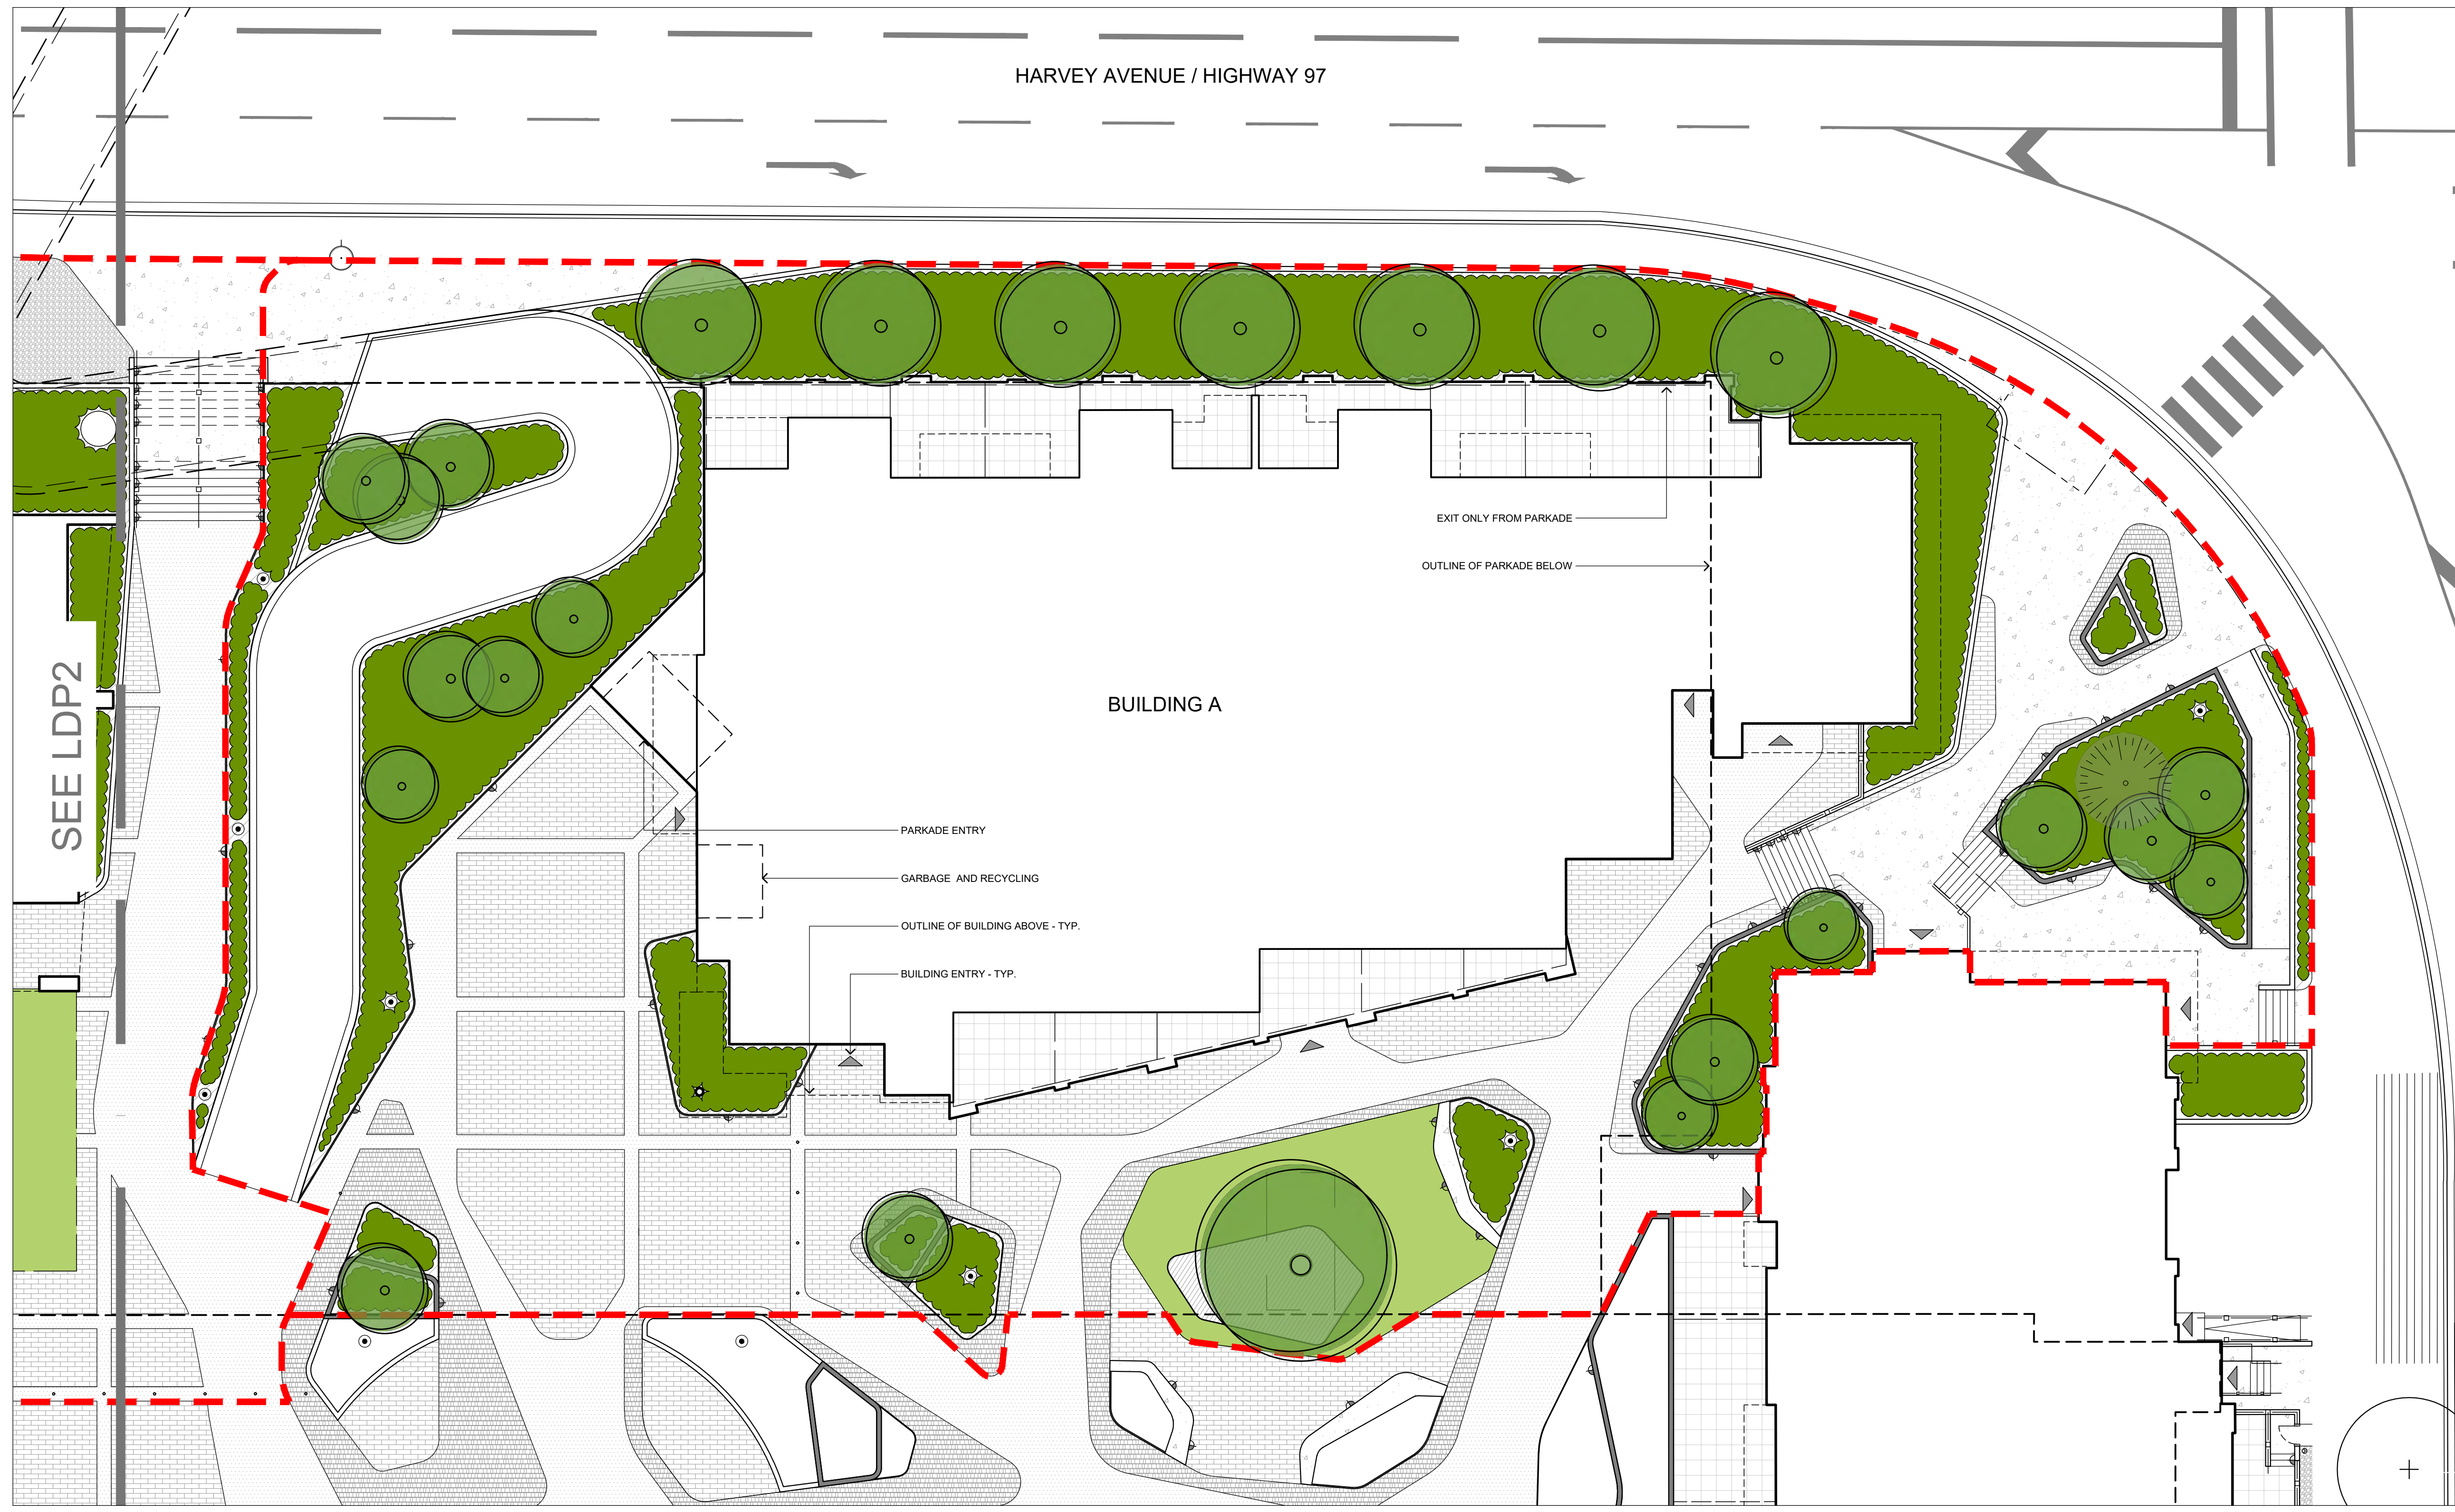 HARVEY AVENUE / HIGHWAY 97
EXIT ONLY FROM PARKADE
OUTLINE OF PARKADE BELOW
SEE LDP2
BUILDING A
PARKADE ENTRY
GARBAGE AND RECYCLING
OUTLINE OF BUILDING ABOVE - TYP.
BUILDING ENTRY - TYP.